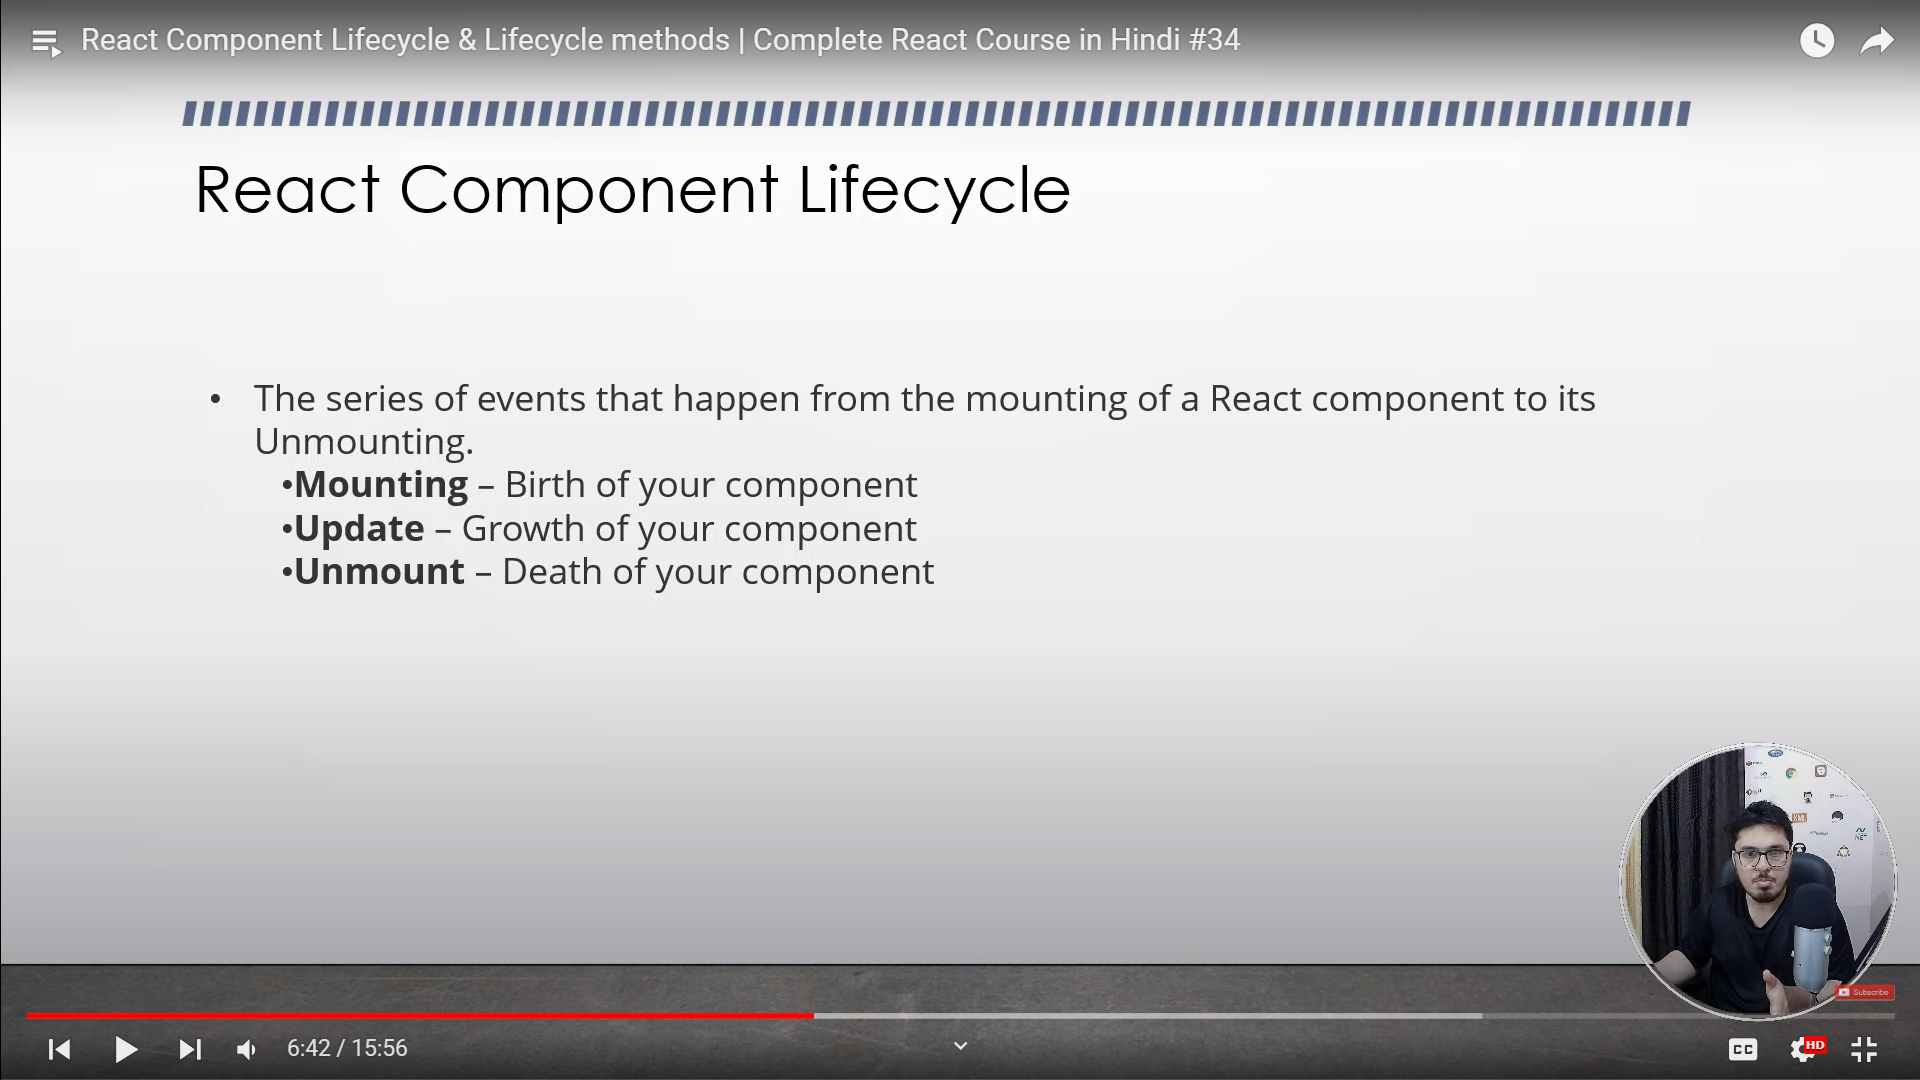 React Component Lifecycle & Lifecycle methods | Complete React Course in Hindi #34
React Component Lifecycle
• The series of events that happen from the mounting of a React component to its
Unmounting.
•Mounting – Birth of your component
•Update – Growth of your component
•Unmount – Death of your component
XML
NET
Subscribe
6:42 / 15:56
CC
HD